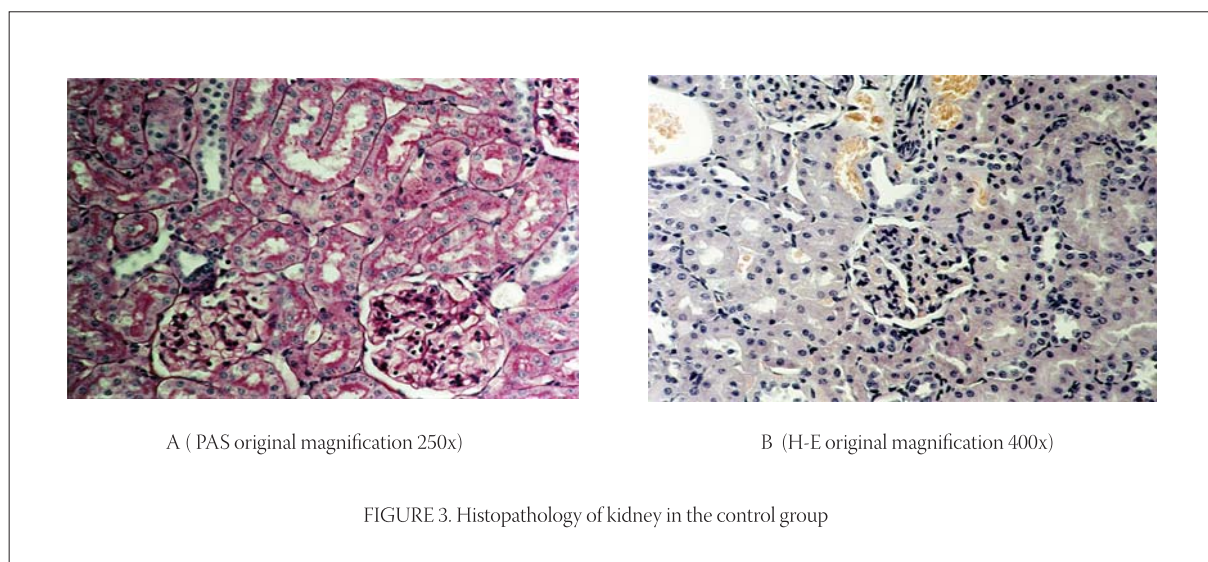 A ( PAS original magnification 250x)
B (H-E original magnification 400x)
FIGURE 3. Histopathology of kidney in the control group